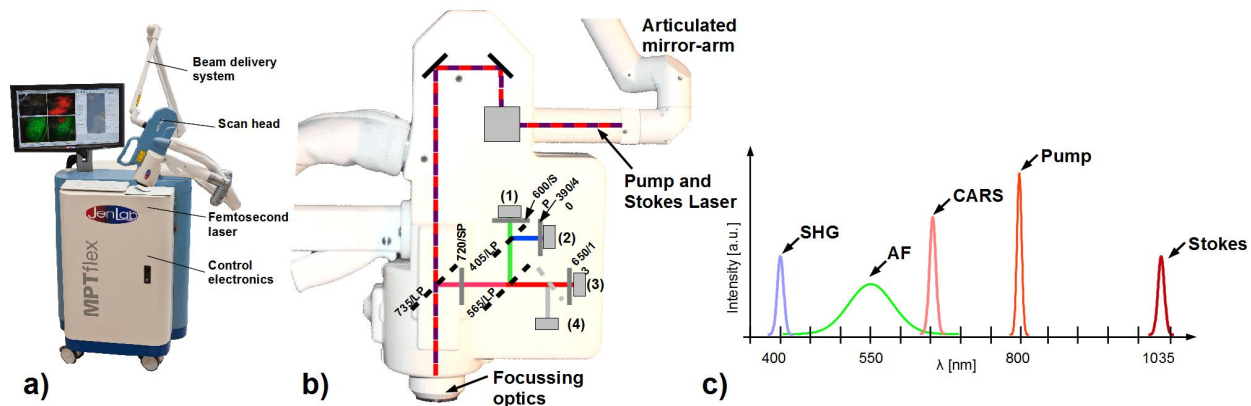 Beam delivery
system
Scan head
JenLab
Femtosecond
laser
Control
electronics
MPTflex
a)
Articulated
mirror-arm
Pump and
Stokes Laser
(1)
600/S
P
390/4
0
(2)
405/LP
720/SP
650/1
3
(3)
735/LP
565/LP
(4)
Focussing
optics
b)
Intensity [a.u.]
SHG
AF
CARS
Pump
Stokes
400
550
800
1035
λ [nm]
c)